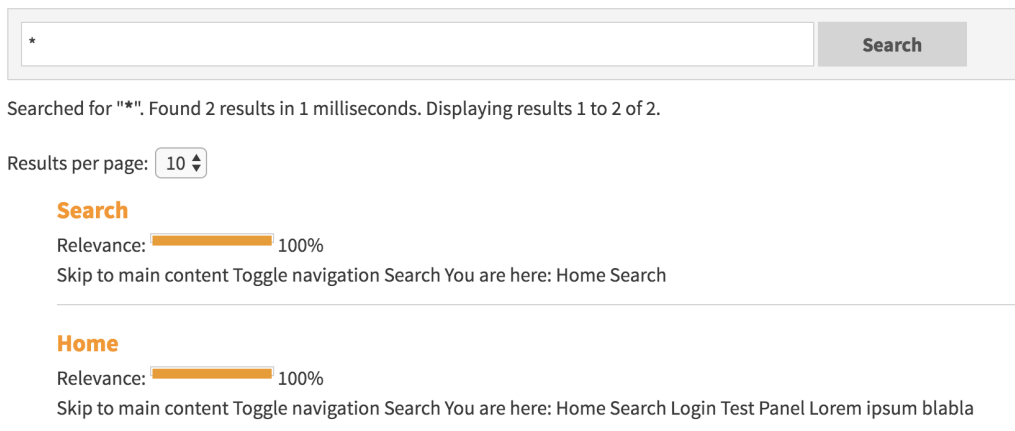 *
Search
Searched for "*". Found 2 results in 1 milliseconds. Displaying results 1 to 2 of 2.
Results per page: 10
Search
Relevance: 100%
Skip to main content Toggle navigation Search You are here: Home Search
Home
Relevance: 100%
Skip to main content Toggle navigation Search You are here: Home Search Login Test Panel Lorem ipsum blabla